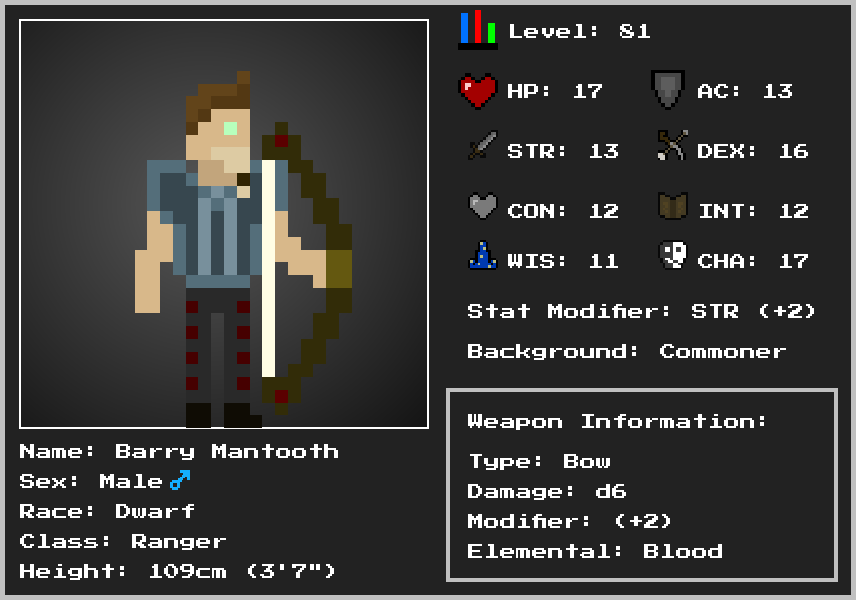 Level: 81
HP: 17 AC: 13
STR: 13 DEX: 16
CON: 12 INT: 12
WIS: 11 CHA: 17
Stat Modifier: STR (+2)
Background: Commoner
Weapon Information:
Type: Bow
Damage: d6
Modifier: (+2)
Elemental: Blood
Name: Barry Mantooth
Sex: Male ♂
Race: Dwarf
Class: Ranger
Height: 109cm (3'7")